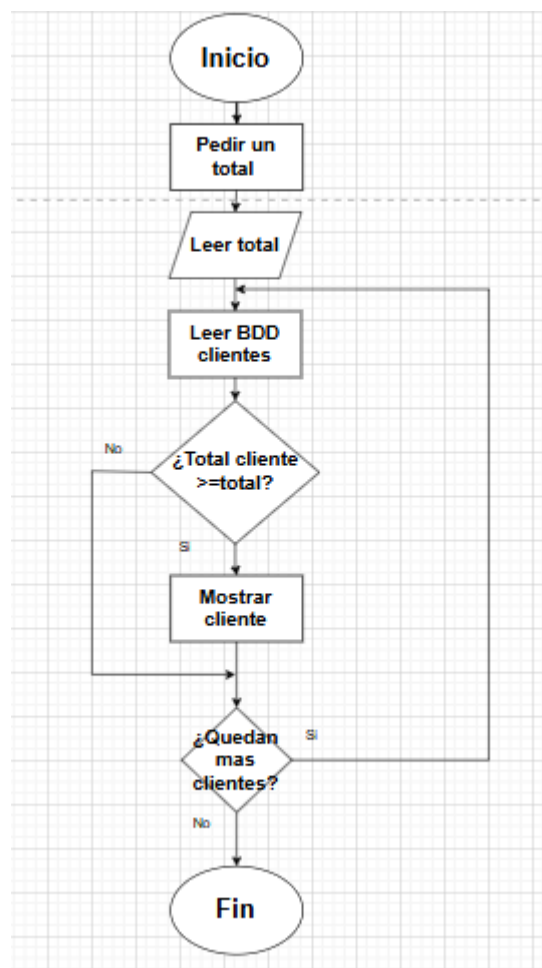 Inicio
Pedir un
total
Leer total
Leer BDD
clientes
No
¿Total cliente
>=total?
Si
Mostrar
cliente
¿Quedan
mas
clientes?
Si
No
Fin